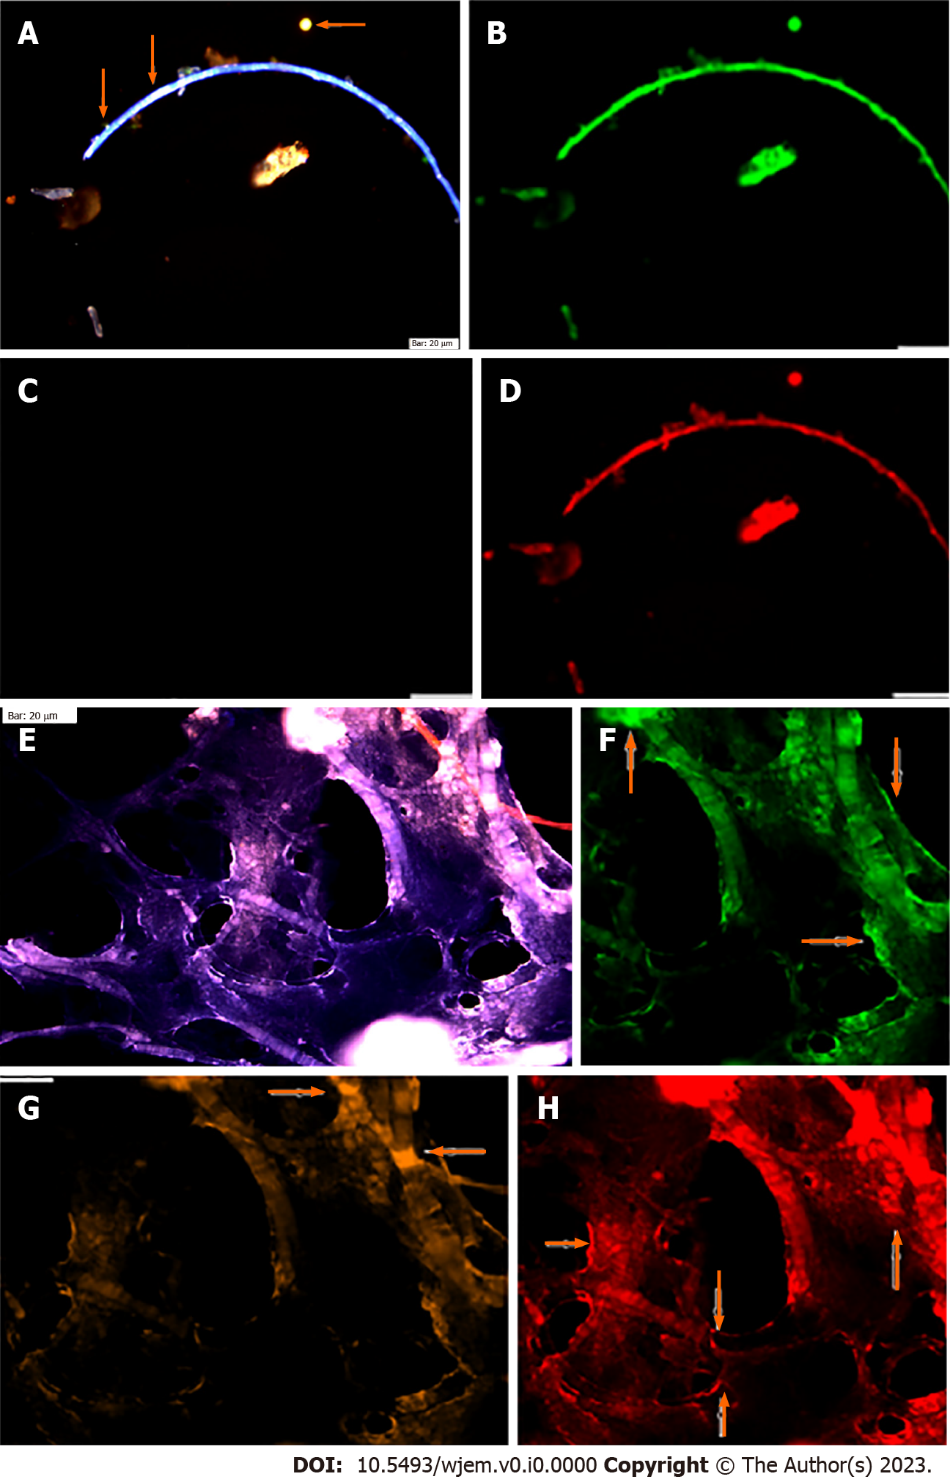 A
B
Bar: 20 μm
C
D
Bar: 20 μm
E
F
G
H
DOI: 10.5493/wjem.v0.i0.0000 Copyright © The Author(s) 2023.